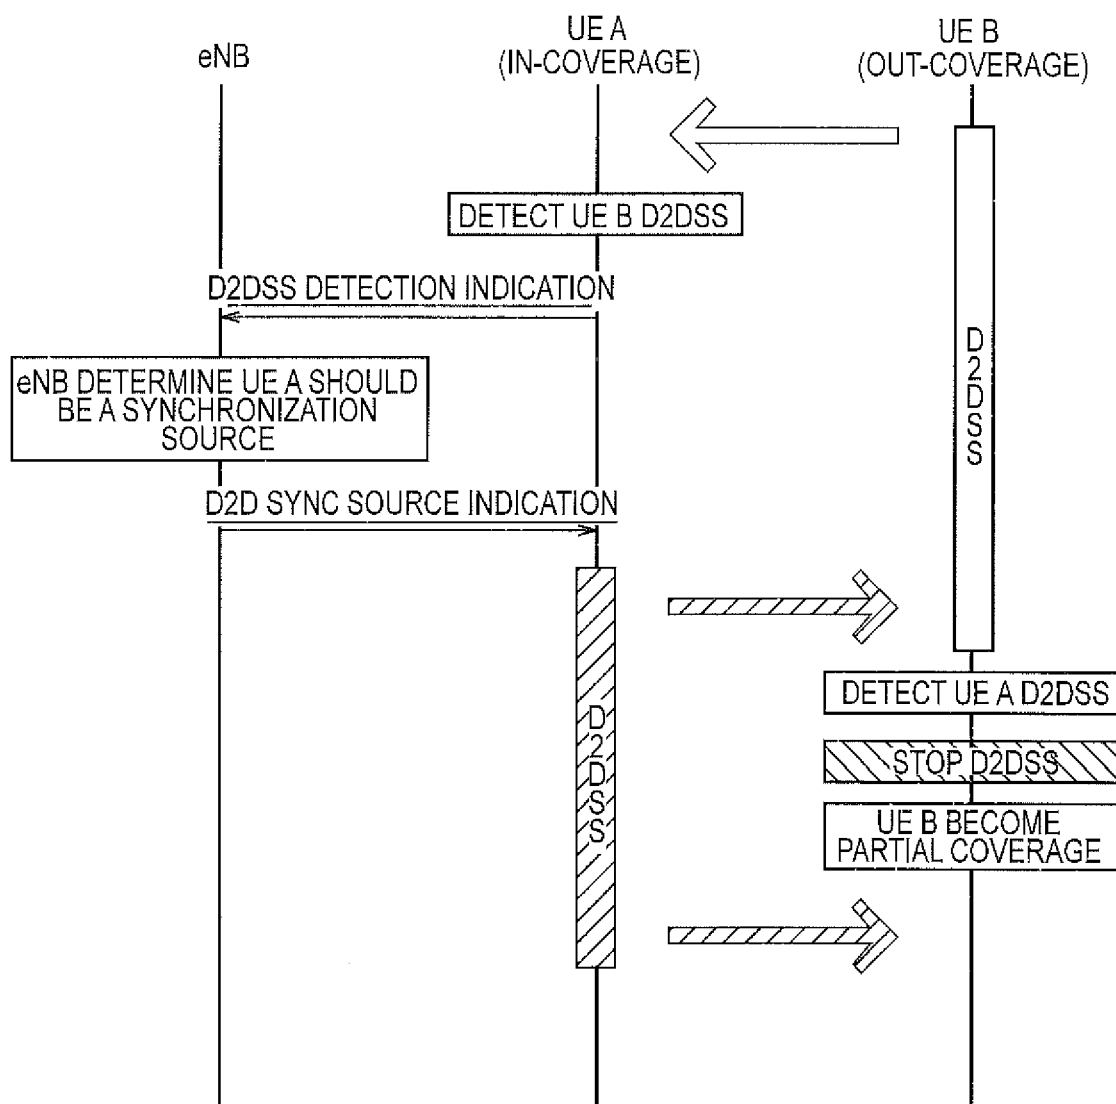 eNB
UE A
(IN-COVERAGE)
UE B
(OUT-COVERAGE)
DETECT UE B D2DSS
D2DSS DETECTION INDICATION
eNB DETERMINE UE A SHOULD
BE A SYNCHRONIZATION
SOURCE
D2DSS
D2D SYNC SOURCE INDICATION
D2DSS
DETECT UE A D2DSS
STOP D2DSS
UE B BECOME
PARTIAL COVERAGE